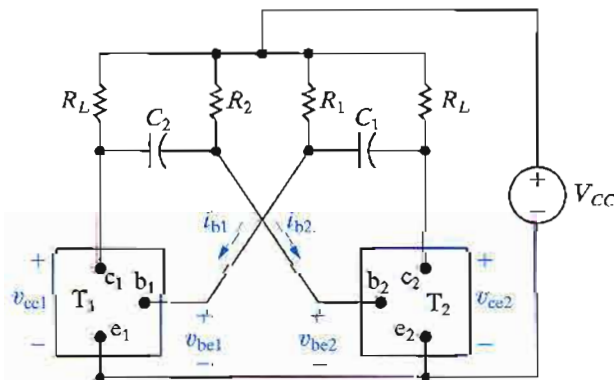 R_L R_2 R_1 R_L
C_2 C_1
+
V_CC
−
i_b1 i_b2
+ c_1 b_1 b_2 c_2 +
v_ce1 T_1 + + T_2 v_ce2
e_1 v_be1 v_be2 e_2
− − − −